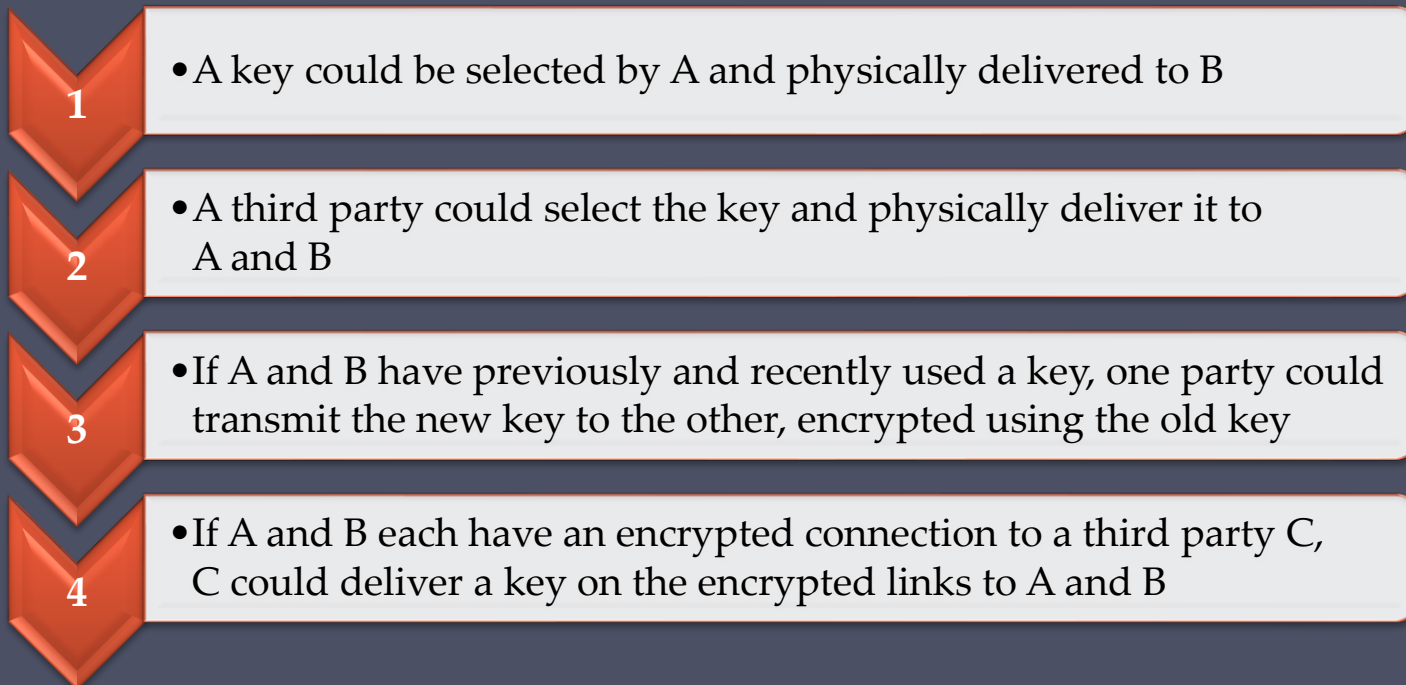 1
•A key could be selected by A and physically delivered to B
2
•A third party could select the key and physically deliver it to
A and B
3
•If A and B have previously and recently used a key, one party could
transmit the new key to the other, encrypted using the old key
4
•If A and B each have an encrypted connection to a third party C,
C could deliver a key on the encrypted links to A and B